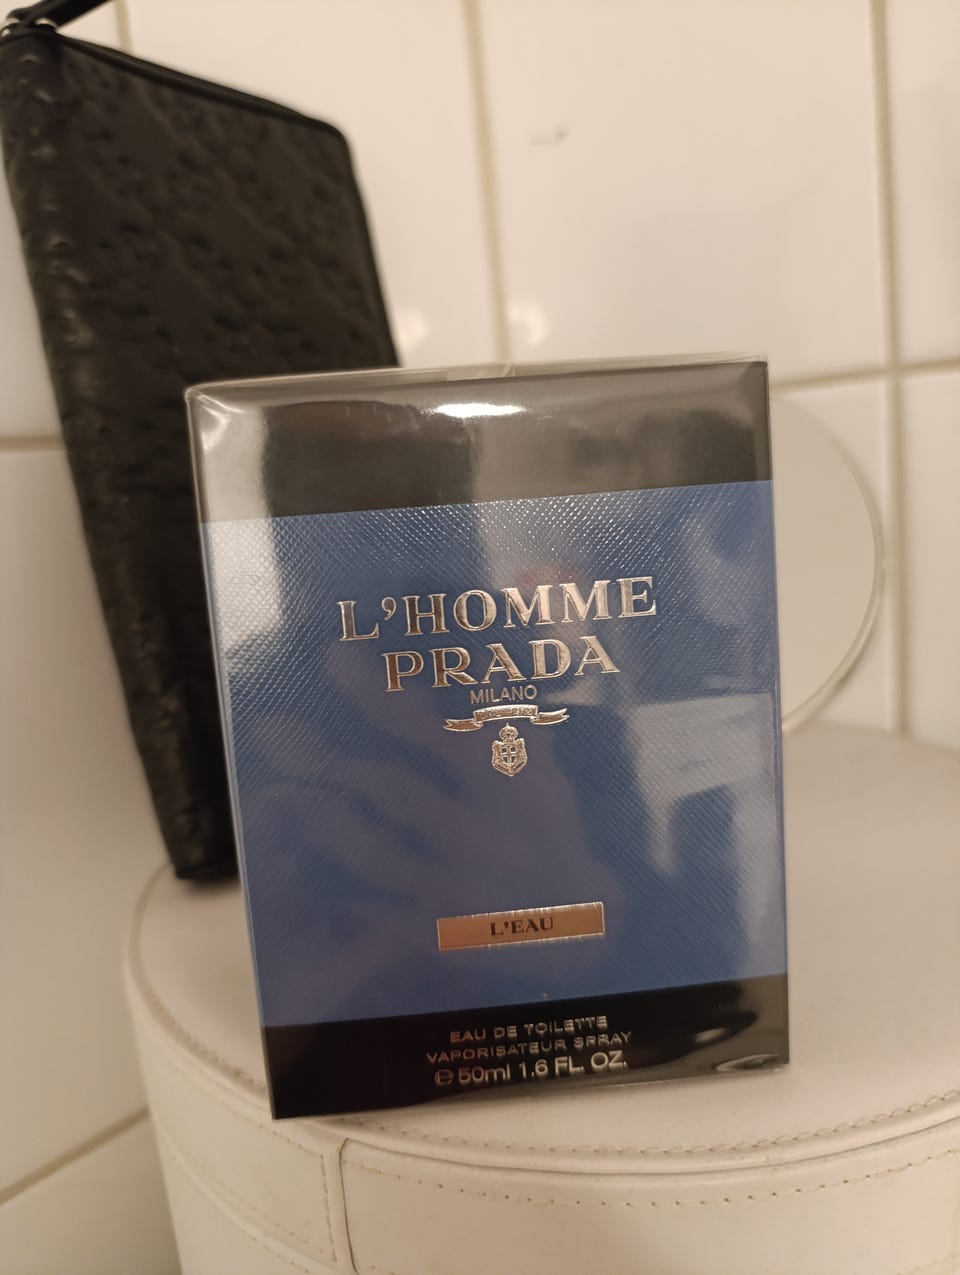 L'HOMME
PRADA
MILANO
L'EAU
EAU DE TOILETTE
VAPORISATEUR SPRAY
℮ 50ml 1.6 FL. OZ.